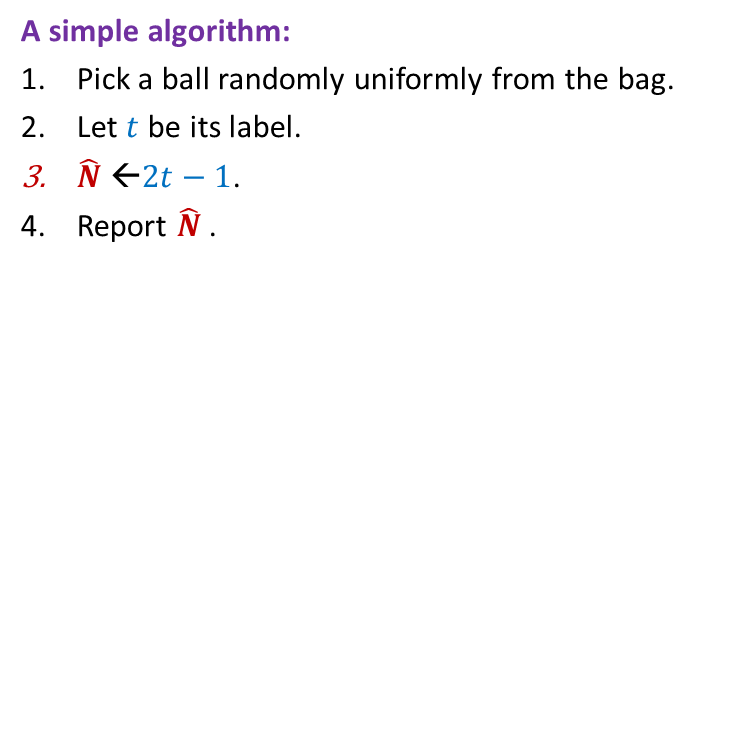 A simple algorithm:
1. Pick a ball randomly uniformly from the bag.
2. Let t be its label.
3. N̂ ←2t − 1.
4. Report N̂ .